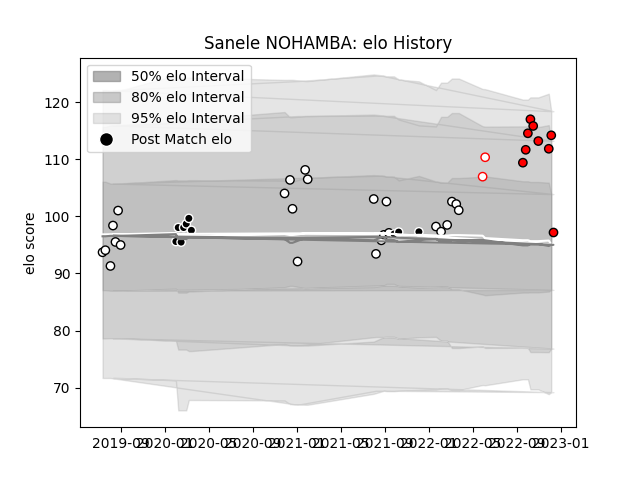 Sanele NOHAMBA: elo History
50% elo Interval
80% elo Interval
95% elo Interval
Post Match elo
elo score
120
110
100
90
80
70
2019-09 2020-01 2020-05 2020-09 2021-01 2021-05 2021-09 2022-01 2022-05 2022-09 2023-01